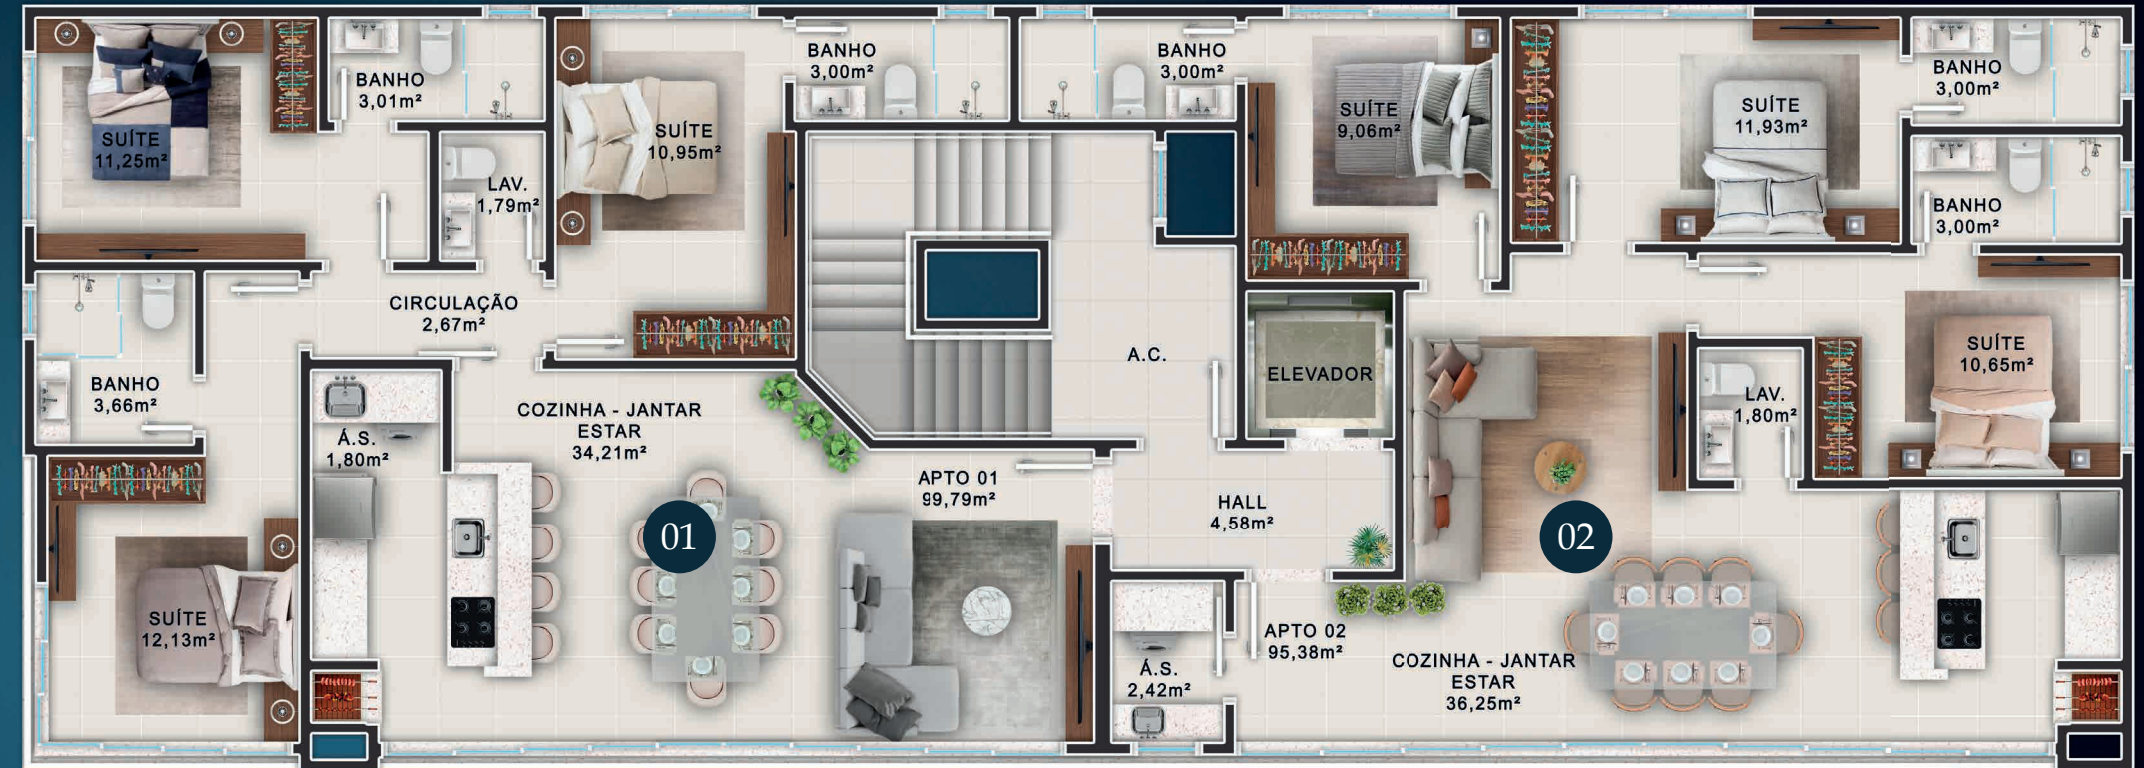 BANHO
3,01m²
SUÍTE
11,25m²
LAV.
1,79m²
SUÍTE
10,95m²
BANHO
3,00m²
BANHO
3,00m²
SUÍTE
9,06m²
SUÍTE
11,93m²
BANHO
3,00m²
BANHO
3,00m²
CIRCULAÇÃO
2,67m²
BANHO
3,66m²
Á.S.
1,80m²
COZINHA - JANTAR
ESTAR
34,21m²
SUÍTE
12,13m²
01
APTO 01
99,79m²
A.C.
ELEVADOR
HALL
4,58m²
SUÍTE
10,65m²
LAV.
1,80m²
02
APTO 02
95,38m²
Á.S.
2,42m²
COZINHA - JANTAR
ESTAR
36,25m²